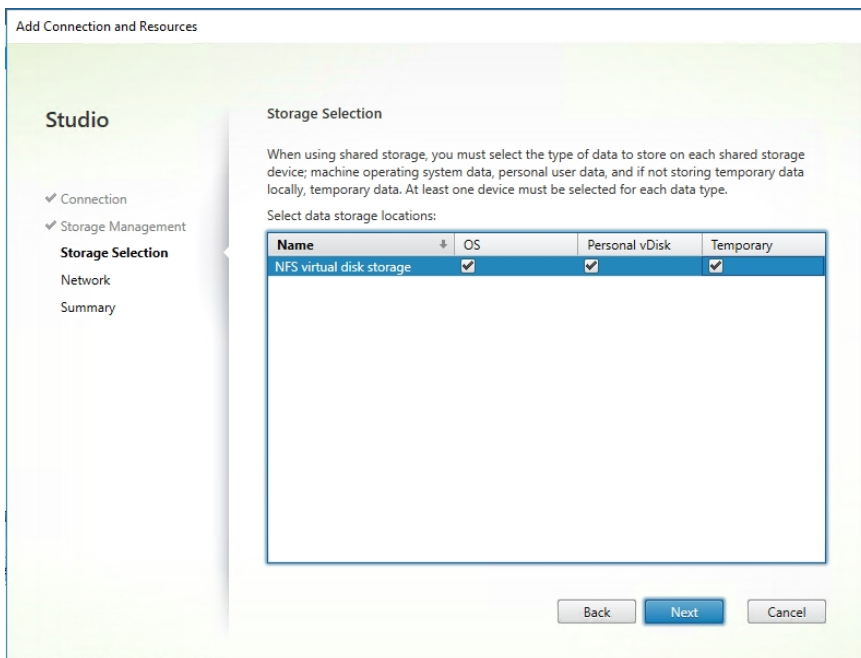 Add Connection and Resources
Studio
Connection
Storage Management
Storage Selection
Network
Summary
Storage Selection
When using shared storage, you must select the type of data to store on each shared storage
device; machine operating system data, personal user data, and if not storing temporary data
locally, temporary data. At least one device must be selected for each data type.
Select data storage locations:
Name OS Personal vDisk Temporary
NFS virtual disk storage
Back Next Cancel